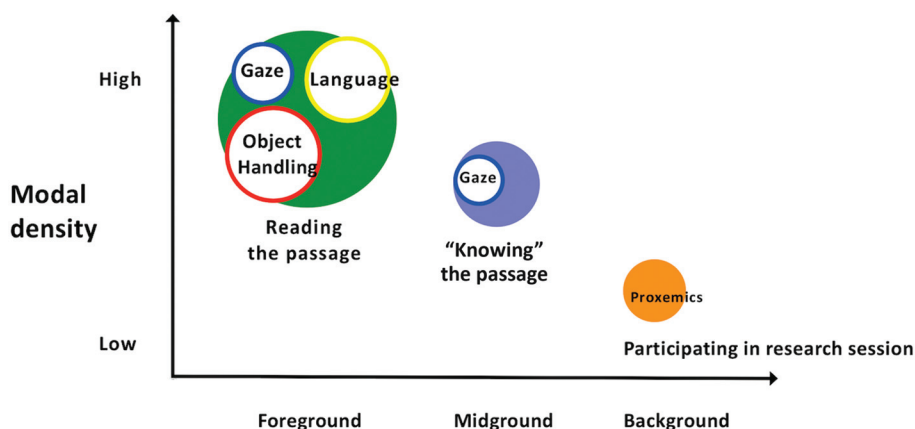 High
Gaze
Language
Object
Handling
Modal
density
Gaze
Reading
the passage
“Knowing”
the passage
Proxemics
Low
Participating in research session
Foreground
Midground
Background